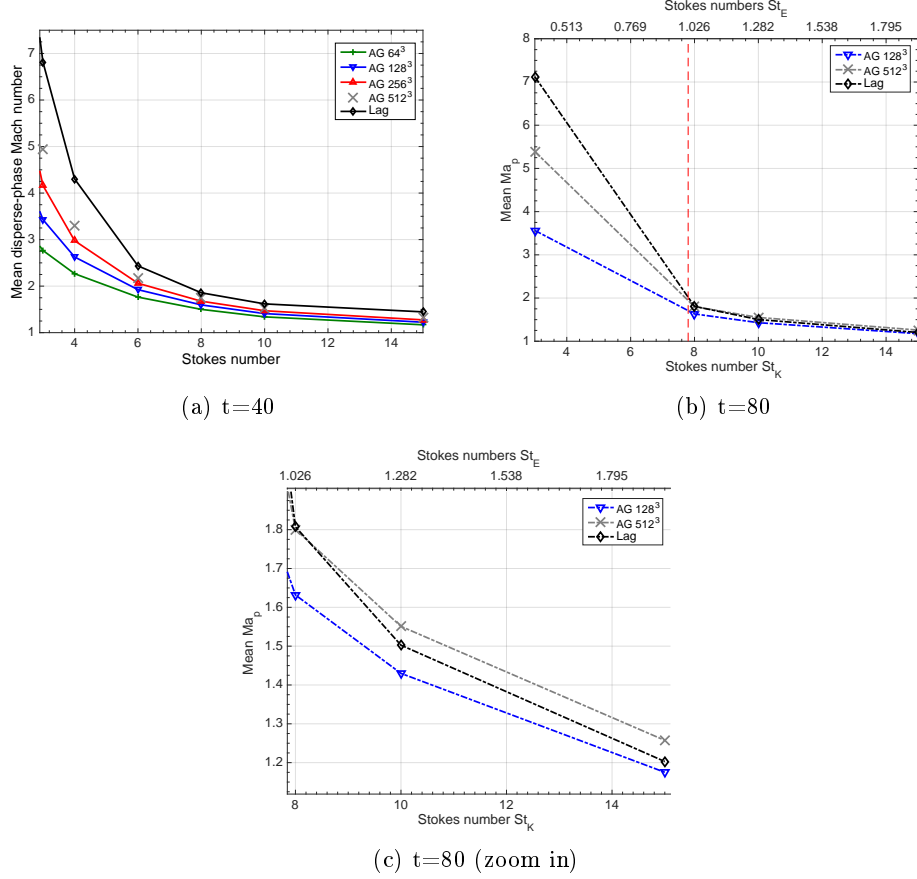 Mean disperse-phase Mach number
7
6
5
4
3
2
1
4
6
8
10
12
14
Stokes number
AG 64³
AG 128³
AG 256³
AG 512³
Lag
(a) t=40
Stokes numbers St_E
0.513
0.769
1.026
1.282
1.538
1.795
Mean Ma_p
8
7
6
5
4
3
2
1
AG 128³
AG 512³
Lag
4
6
8
10
12
14
Stokes number St_K
(b) t=80
Stokes numbers St_E
1.026
1.282
1.538
1.795
Mean Ma_p
1.8
1.7
1.6
1.5
1.4
1.3
1.2
AG 128³
AG 512³
Lag
8
10
12
14
Stokes number St_K
(c) t=80 (zoom in)